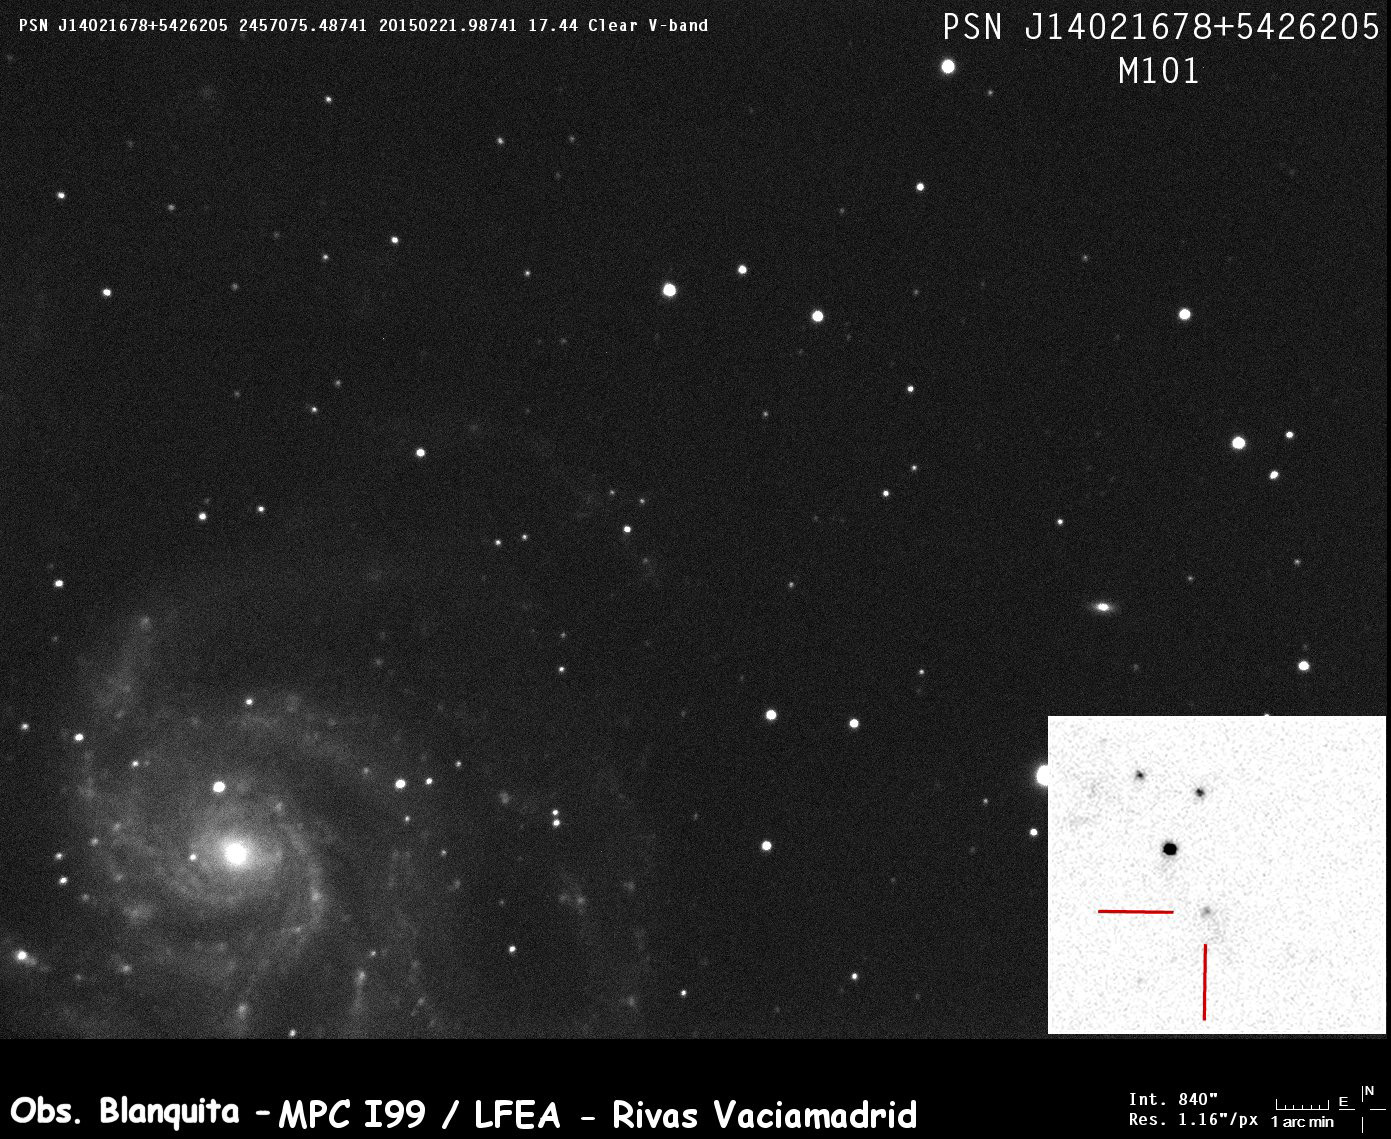 PSN J14021678+5426205 2457075.48741 20150221.98741 17.44 Clear V-band
PSN J14021678+5426205
M101
Obs. Blanquita - MPC I99 / LFEA - Rivas Vaciamadrid
Int. 840"
Res. 1.16"/px
1 arc min
E
N